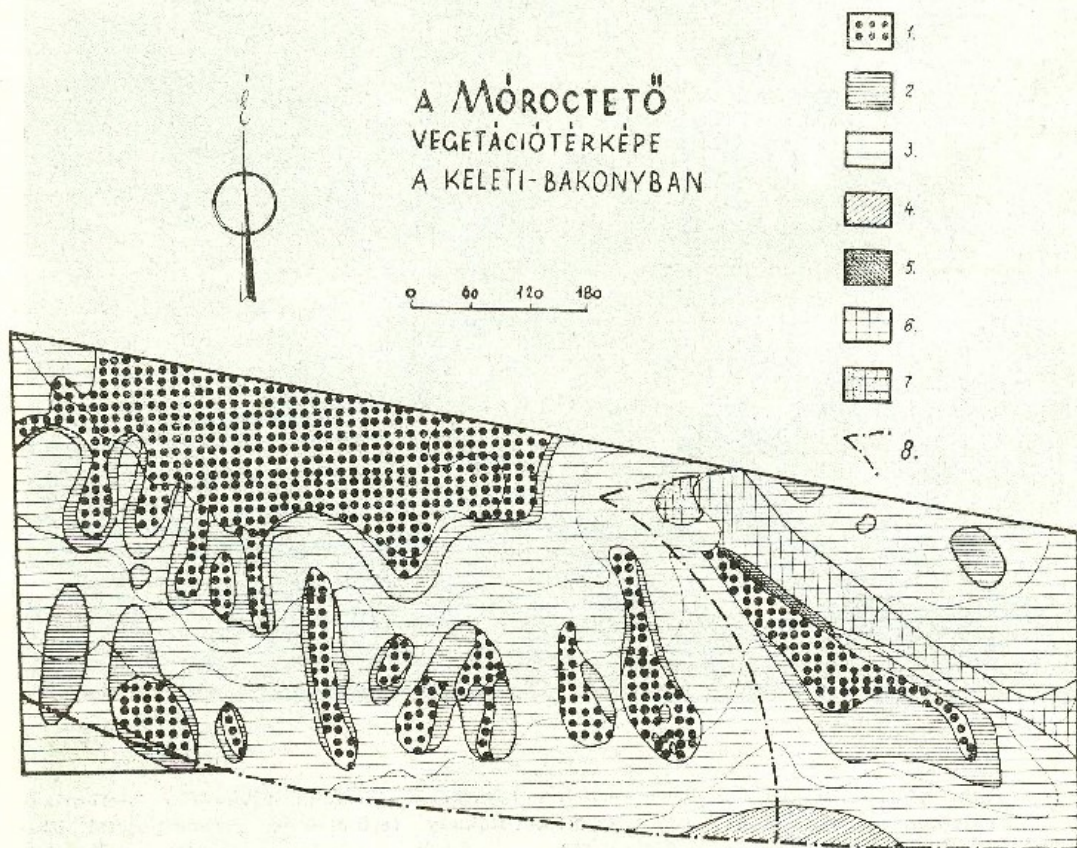 É
A MÓROCTETŐ
VEGETÁCIÓTÉRKÉPE
A KELETI-BAKONYBAN
0 60 120 180
1.
2
3.
4.
5.
6.
7
8.